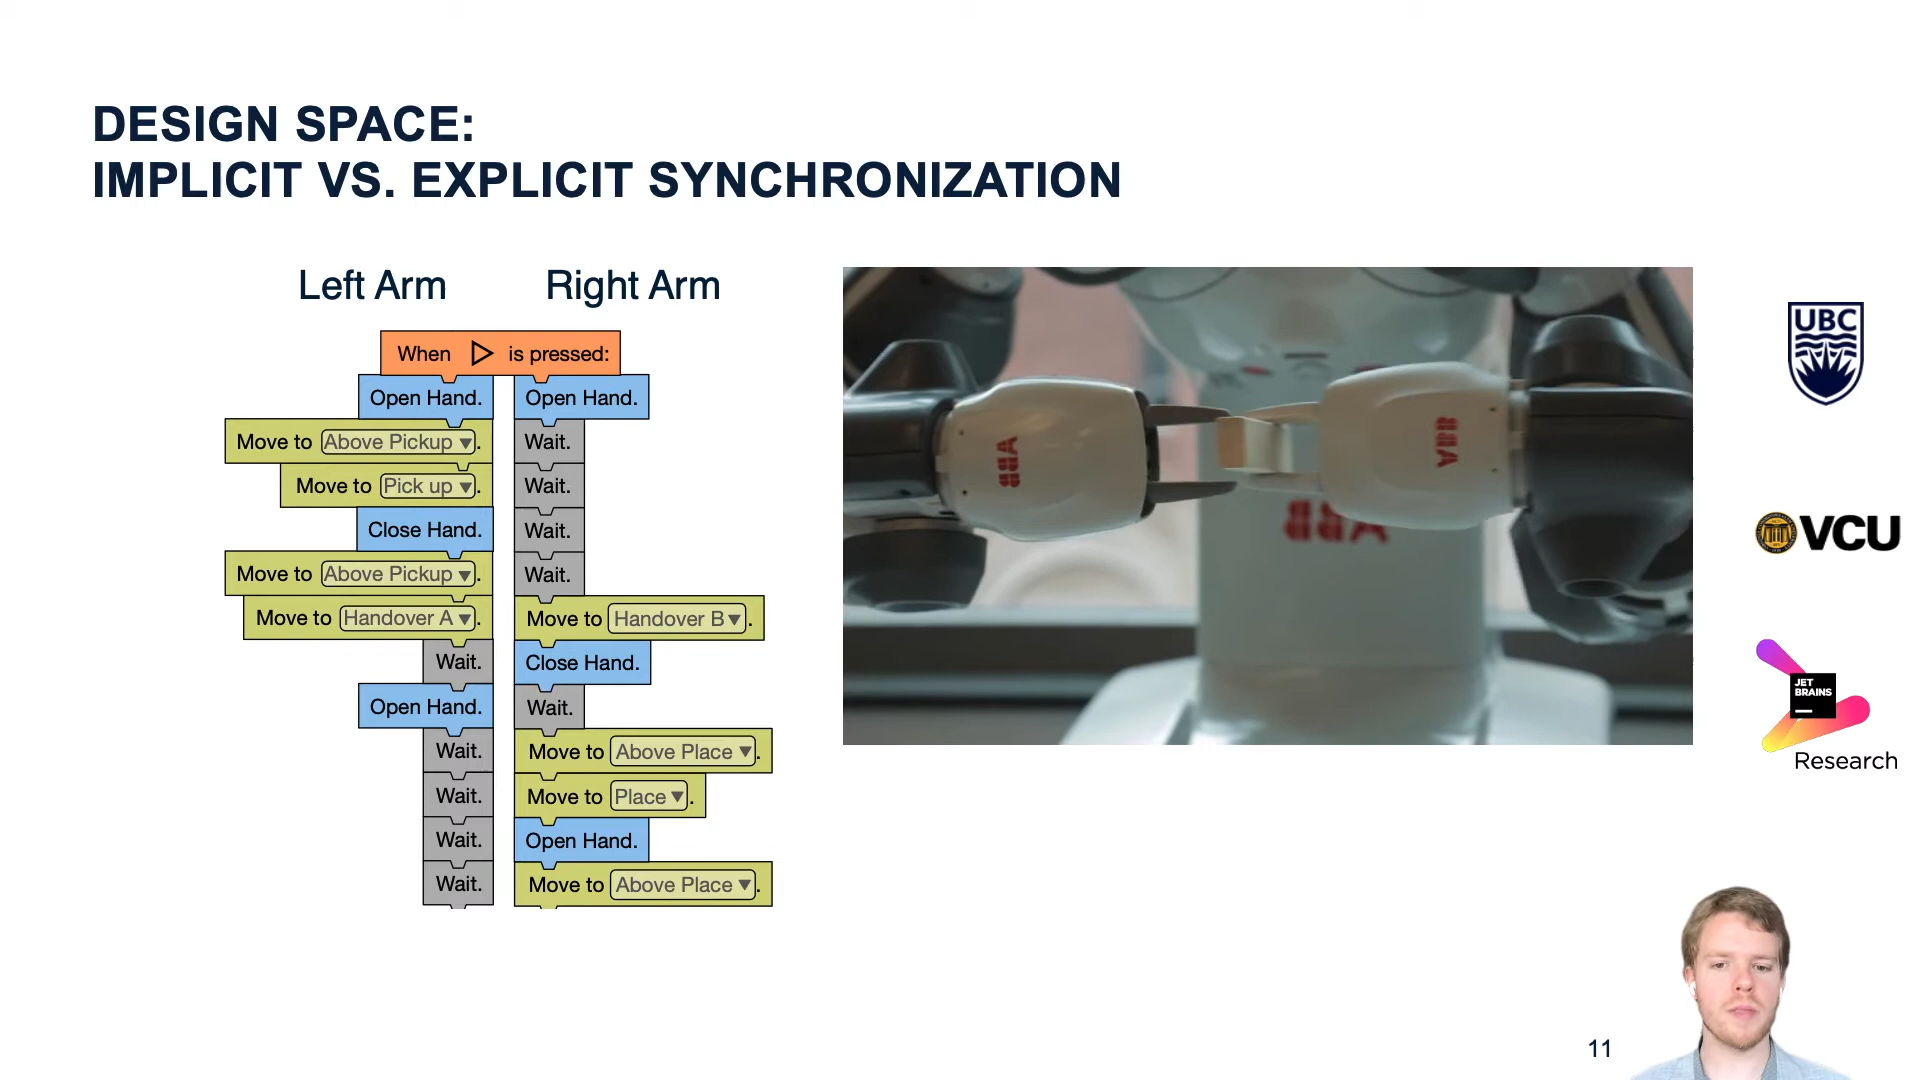 DESIGN SPACE:
IMPLICIT VS. EXPLICIT SYNCHRONIZATION
Left Arm
Right Arm
When ▷ is pressed:
Open Hand.
Move to Above Pickup ▼.
Move to Pick up ▼.
Close Hand.
Move to Above Pickup ▼.
Move to Handover A ▼.
Wait.
Open Hand.
Wait.
Wait.
Wait.
Wait.
Open Hand.
Wait.
Wait.
Wait.
Wait.
Move to Handover B ▼.
Close Hand.
Wait.
Move to Above Place ▼.
Move to Place ▼.
Open Hand.
Move to Above Place ▼.
ABB
ABB
ABB
UBC
VCU
JET
BRAINS
Research
11